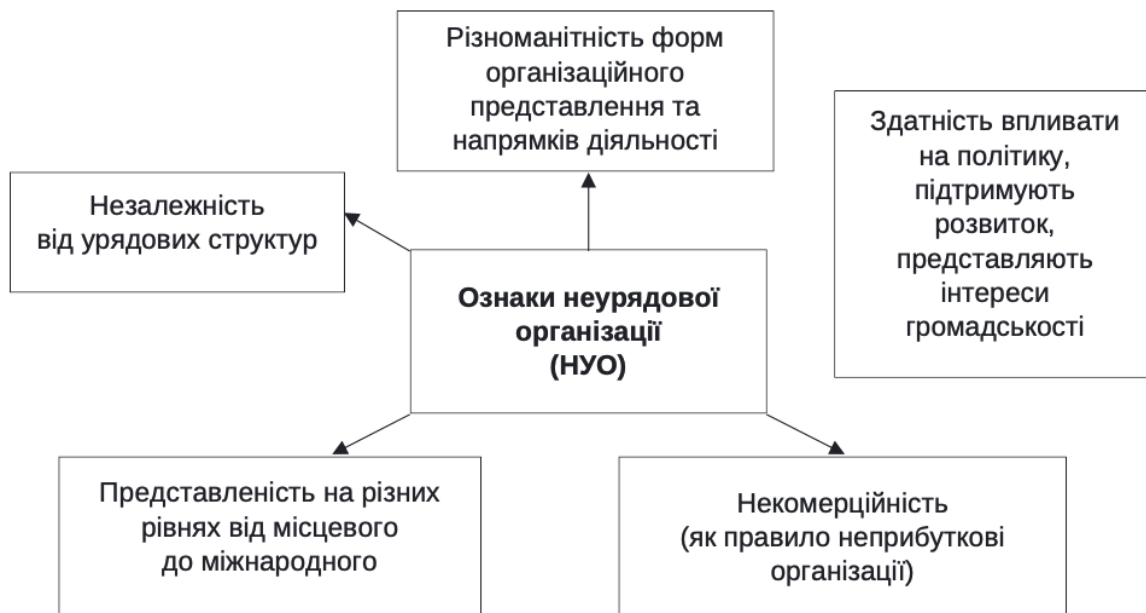 Різноманітність форм
організаційного
представлення та
напрямків діяльності
Здатність впливати
на політику,
підтримують
розвиток,
представляють
інтереси
громадськості
Незалежність
від урядових структур
Ознаки неурядової
організації
(НУО)
Представленість на різних
рівнях від місцевого
до міжнародного
Некомерційність
(як правило неприбуткові
організації)